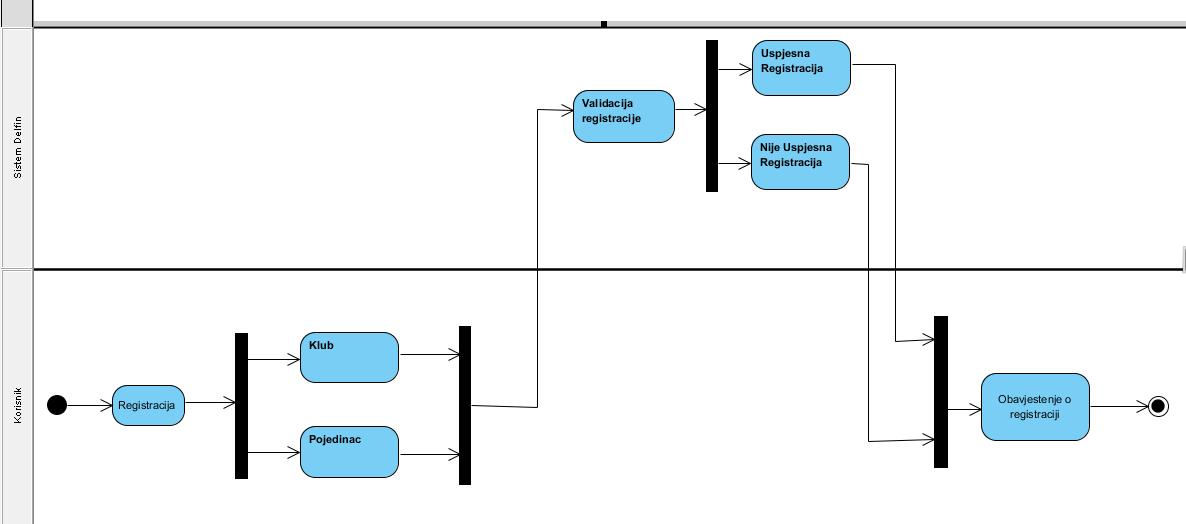 Sistem Delfin
Uspjesna
Registracija
Validacija
registracije
Nije Uspjesna
Registracija
Korisnik
Registracija
Klub
Pojedinac
Obavjestenje o
registraciji